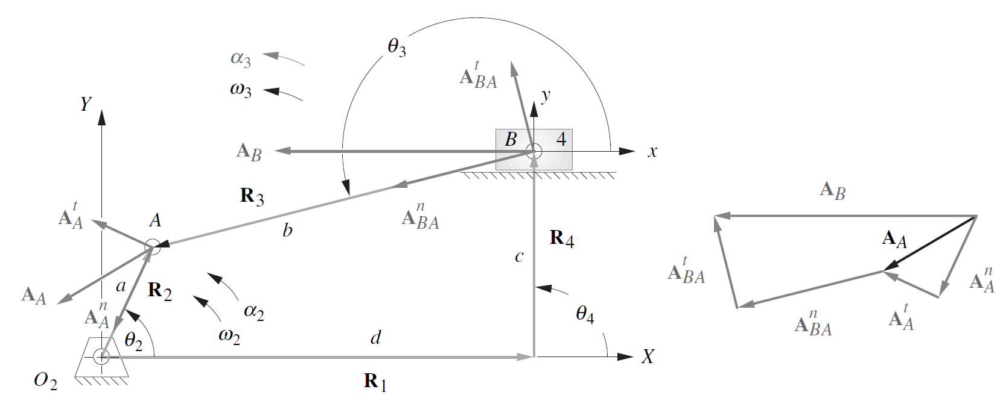 θ3
α3
ω3
A^t_BA
Y
y
B
4
A_B
x
R3
A^n_BA
b
A^t_A
A
R4
c
a
R2
A_A
A^n_A
α2
ω2
θ2
θ4
d
X
O2
R1
A_B
A_A
A^t_BA
A^n_A
A^n_BA
A^t_A